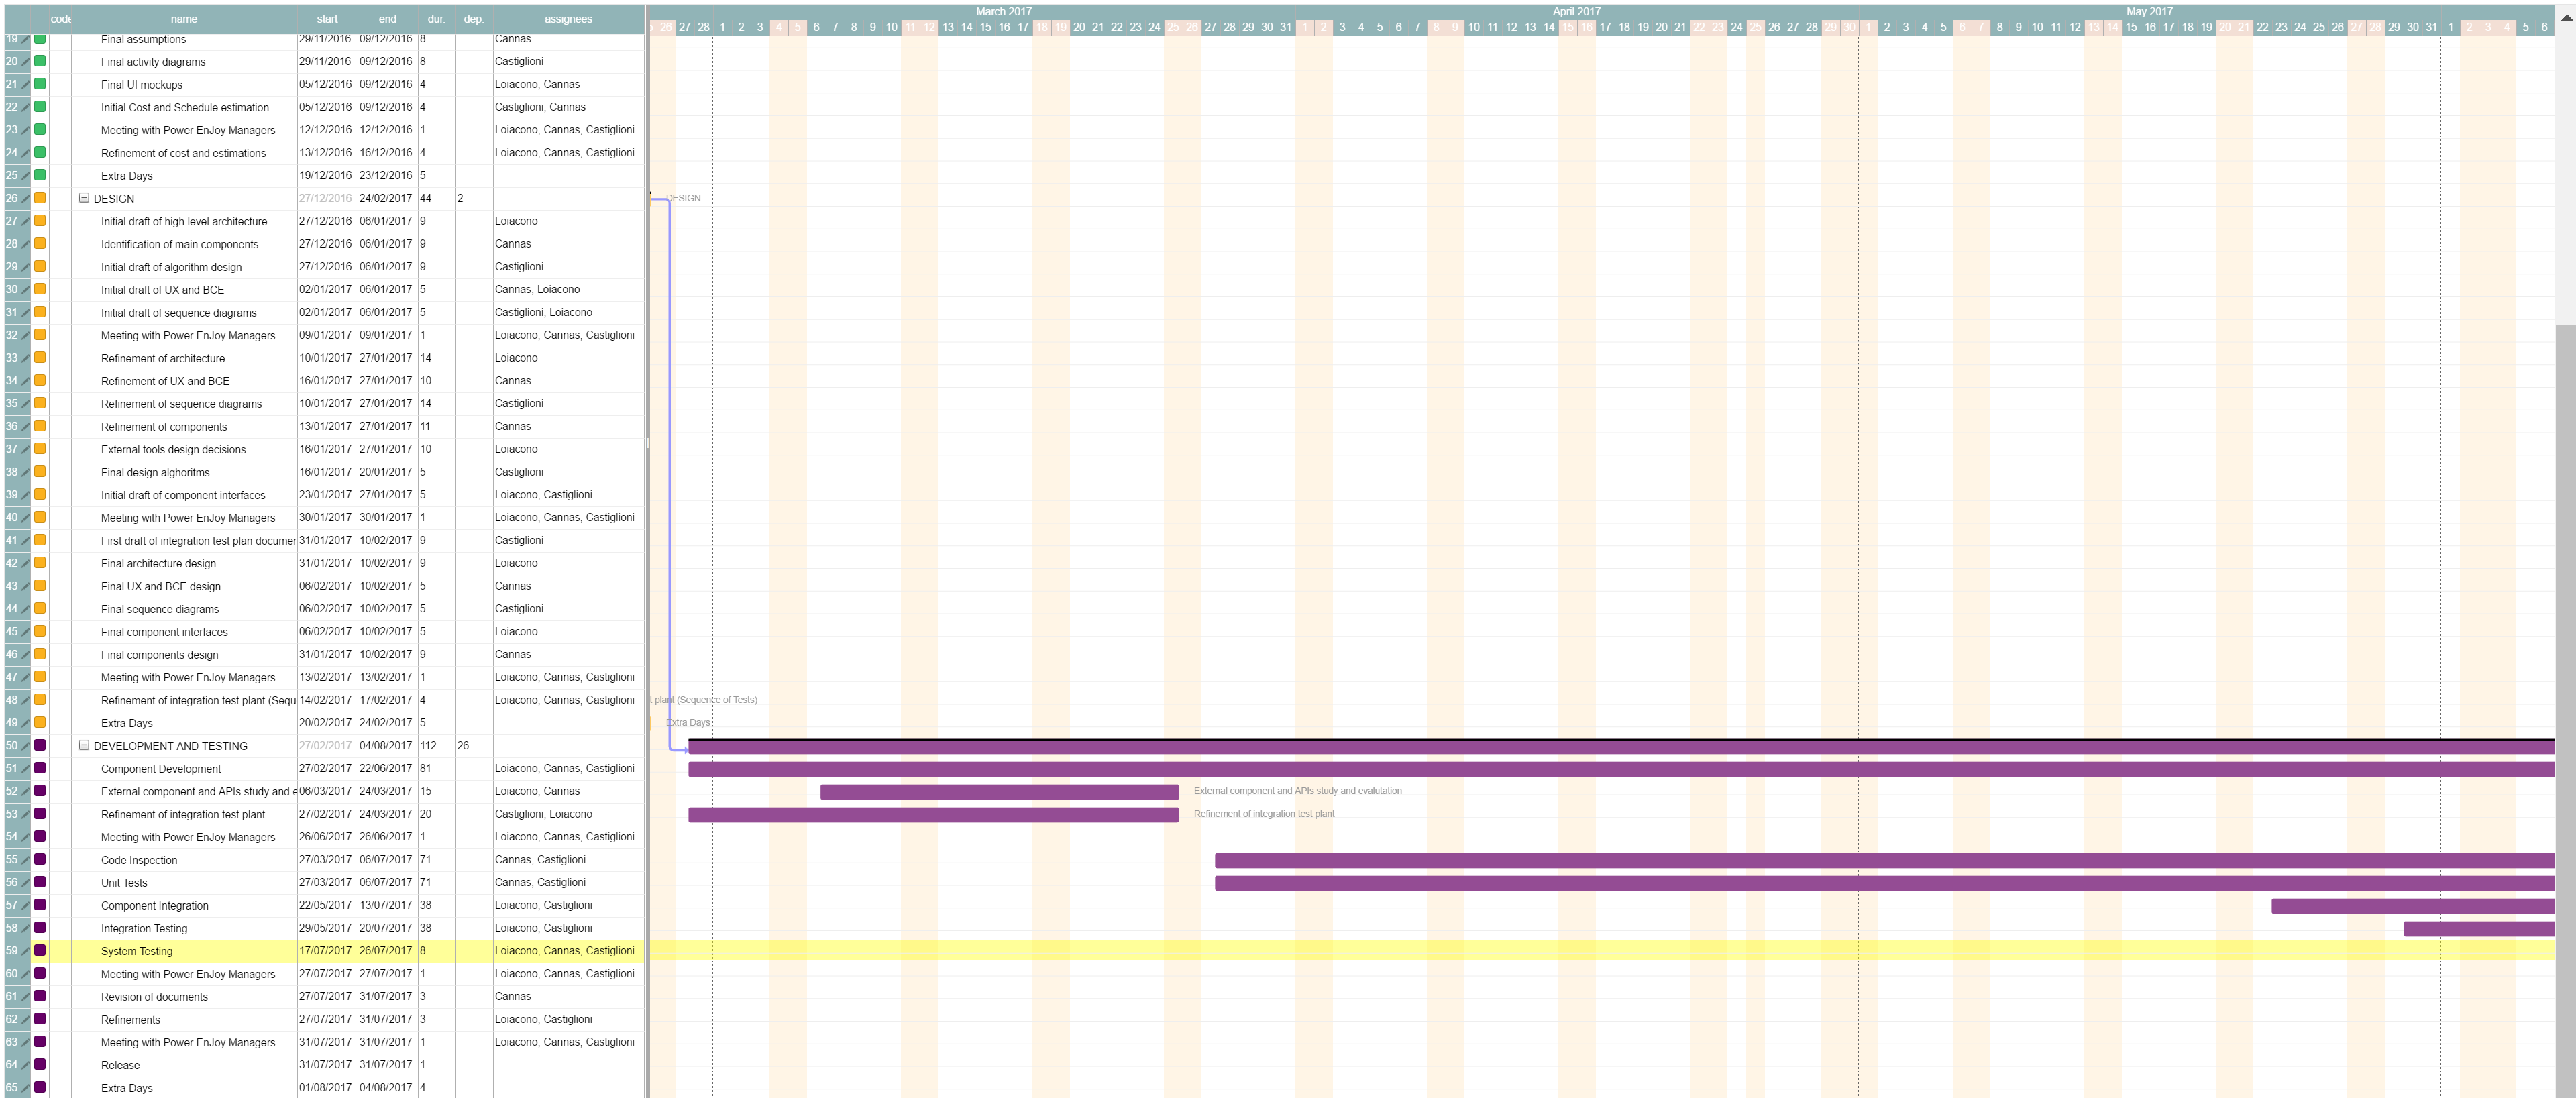 code name start end dur. dep. assignees
March 2017 April 2017 May 2017
26 27 28 1 2 3 4 5 6 7 8 9 10 11 12 13 14 15 16 17 18 19 20 21 22 23 24 25 26 27 28 29 30 31 1 2 3 4 5 6 7 8 9 10 11 12 13 14 15 16 17 18 19 20 21 22 23 24 25 26 27 28 29 30 1 2 3 4 5 6 7 8 9 10 11 12 13 14 15 16 17 18 19 20 21 22 23 24 25 26 27 28 29 30 31 1 2 3 4 5 6
19 Final assumptions 29/11/2016 09/12/2016 8 Cannas
20 Final activity diagrams 29/11/2016 09/12/2016 8 Castiglioni
21 Final UI mockups 05/12/2016 09/12/2016 4 Loiacono, Cannas
22 Initial Cost and Schedule estimation 05/12/2016 09/12/2016 4 Castiglioni, Cannas
23 Meeting with Power EnJoy Managers 12/12/2016 12/12/2016 1 Loiacono, Cannas, Castiglioni
24 Refinement of cost and estimations 13/12/2016 16/12/2016 4 Loiacono, Cannas, Castiglioni
25 Extra Days 19/12/2016 23/12/2016 5
26 DESIGN 27/12/2016 24/02/2017 44 2 DESIGN
27 Initial draft of high level architecture 27/12/2016 06/01/2017 9 Loiacono
28 Identification of main components 27/12/2016 06/01/2017 9 Cannas
29 Initial draft of algorithm design 27/12/2016 06/01/2017 9 Castiglioni
30 Initial draft of UX and BCE 02/01/2017 06/01/2017 5 Cannas, Loiacono
31 Initial draft of sequence diagrams 02/01/2017 06/01/2017 5 Castiglioni, Loiacono
32 Meeting with Power EnJoy Managers 09/01/2017 09/01/2017 1 Loiacono, Cannas, Castiglioni
33 Refinement of architecture 10/01/2017 27/01/2017 14 Loiacono
34 Refinement of UX and BCE 16/01/2017 27/01/2017 10 Cannas
35 Refinement of sequence diagrams 10/01/2017 27/01/2017 14 Castiglioni
36 Refinement of components 13/01/2017 27/01/2017 11 Cannas
37 External tools design decisions 16/01/2017 27/01/2017 10 Loiacono
38 Final design alghoritms 16/01/2017 20/01/2017 5 Castiglioni
39 Initial draft of component interfaces 23/01/2017 27/01/2017 5 Loiacono, Castiglioni
40 Meeting with Power EnJoy Managers 30/01/2017 30/01/2017 1 Loiacono, Cannas, Castiglioni
41 First draft of integration test plan documen 31/01/2017 10/02/2017 9 Castiglioni
42 Final architecture design 31/01/2017 10/02/2017 9 Loiacono
43 Final UX and BCE design 06/02/2017 10/02/2017 5 Cannas
44 Final sequence diagrams 06/02/2017 10/02/2017 5 Castiglioni
45 Final component interfaces 06/02/2017 10/02/2017 5 Loiacono
46 Final components design 31/01/2017 10/02/2017 9 Cannas
47 Meeting with Power EnJoy Managers 13/02/2017 13/02/2017 1 Loiacono, Cannas, Castiglioni
48 Refinement of integration test plant (Sequ 14/02/2017 17/02/2017 4 Loiacono, Cannas, Castiglioni t plant (Sequence of Tests)
49 Extra Days 20/02/2017 24/02/2017 5 Extra Days
50 DEVELOPMENT AND TESTING 27/02/2017 04/08/2017 112 26
51 Component Development 27/02/2017 22/06/2017 81 Loiacono, Cannas, Castiglioni
52 External component and APIs study and e 06/03/2017 24/03/2017 15 Loiacono, Cannas External component and APIs study and evalutation
53 Refinement of integration test plant 27/02/2017 24/03/2017 20 Castiglioni, Loiacono Refinement of integration test plant
54 Meeting with Power EnJoy Managers 26/06/2017 26/06/2017 1 Loiacono, Cannas, Castiglioni
55 Code Inspection 27/03/2017 06/07/2017 71 Cannas, Castiglioni
56 Unit Tests 27/03/2017 06/07/2017 71 Cannas, Castiglioni
57 Component Integration 22/05/2017 13/07/2017 38 Loiacono, Castiglioni
58 Integration Testing 29/05/2017 20/07/2017 38 Loiacono, Castiglioni
59 System Testing 17/07/2017 26/07/2017 8 Loiacono, Cannas, Castiglioni
60 Meeting with Power EnJoy Managers 27/07/2017 27/07/2017 1 Loiacono, Cannas, Castiglioni
61 Revision of documents 27/07/2017 31/07/2017 3 Cannas
62 Refinements 27/07/2017 31/07/2017 3 Loiacono, Castiglioni
63 Meeting with Power EnJoy Managers 31/07/2017 31/07/2017 1 Loiacono, Cannas, Castiglioni
64 Release 31/07/2017 31/07/2017 1
65 Extra Days 01/08/2017 04/08/2017 4